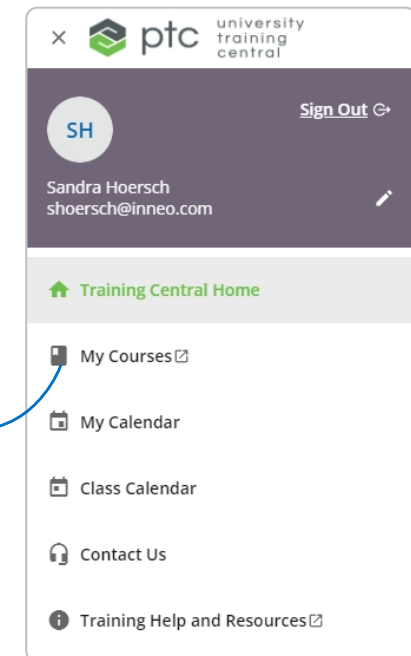 ptc university
training
central
Sign Out
SH
Sandra Hoersch
shoersch@inneo.com
Training Central Home
My Courses
My Calendar
Class Calendar
Contact Us
Training Help and Resources